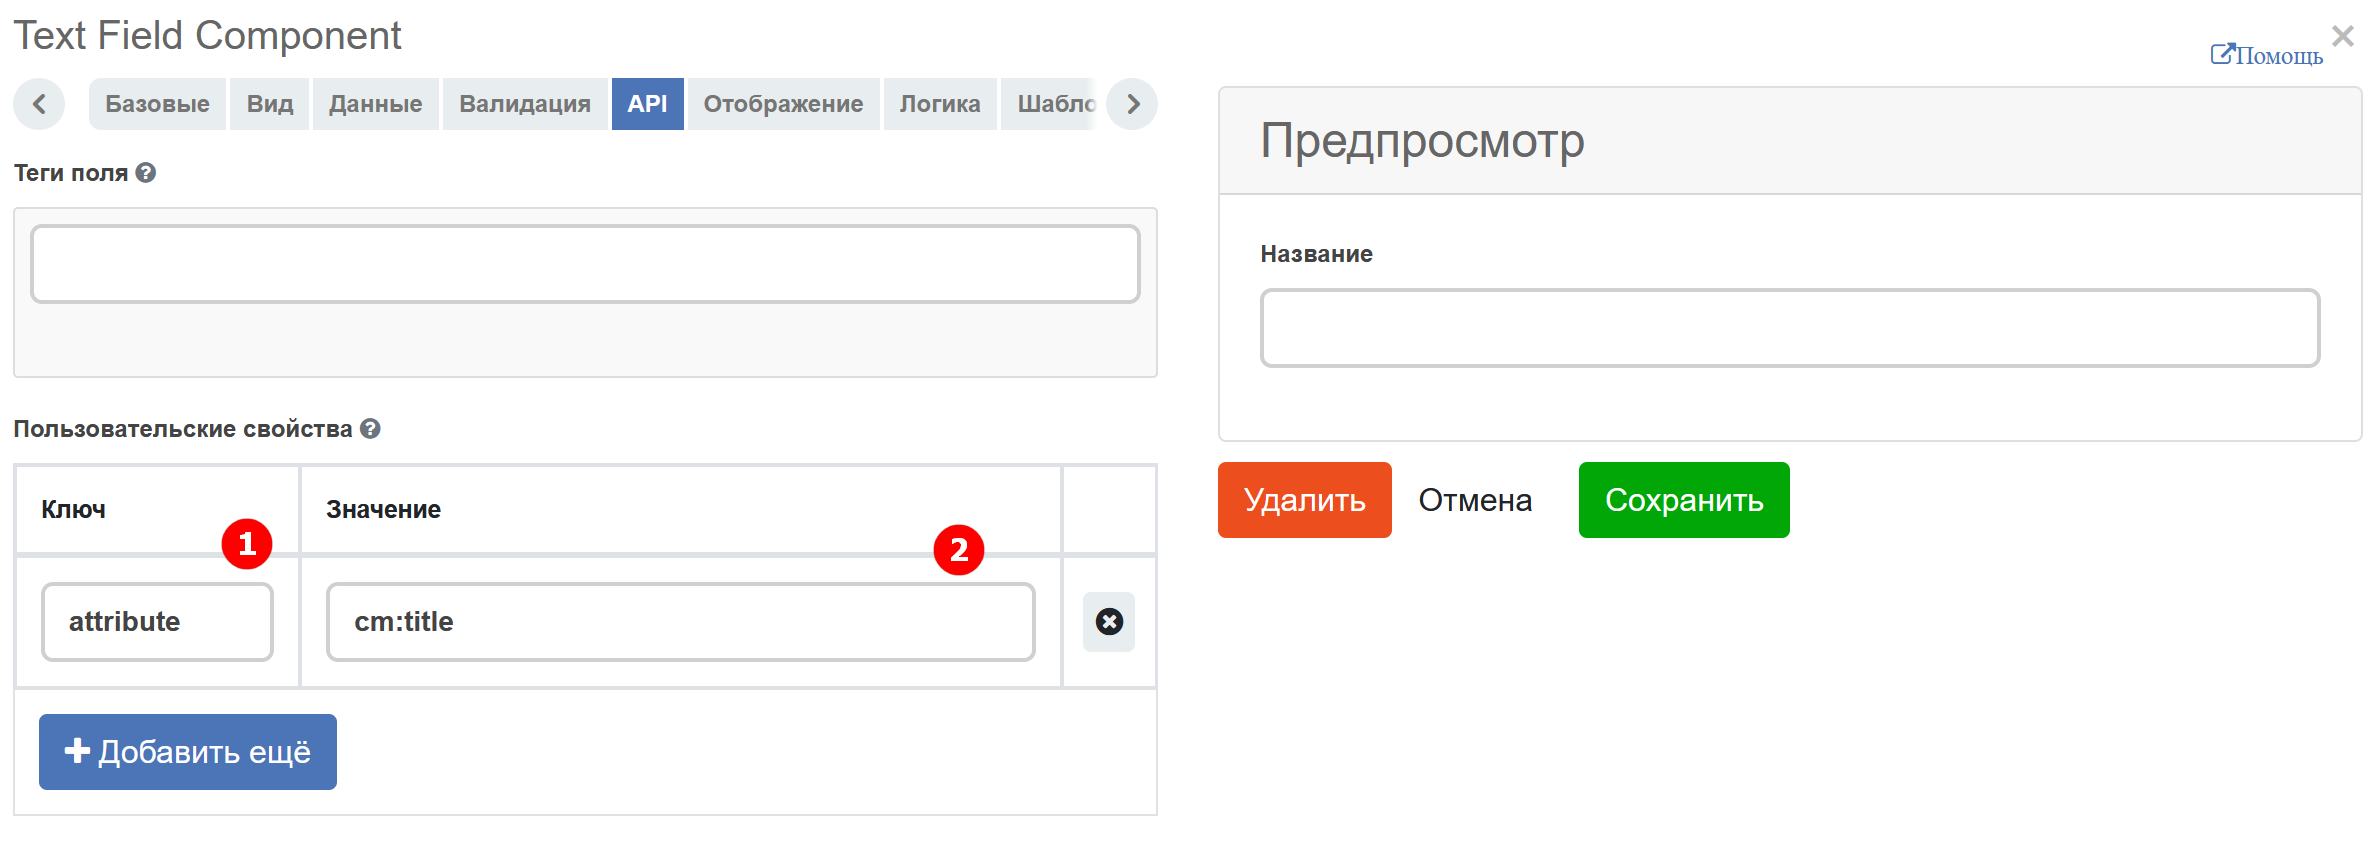 Text Field Component
Помощь
Базовые Вид Данные Валидация API Отображение Логика Шабло
Теги поля
Предпросмотр
Название
Пользовательские свойства
Ключ Значение
1 2
attribute cm:title
Добавить ещё
Удалить Отмена Сохранить